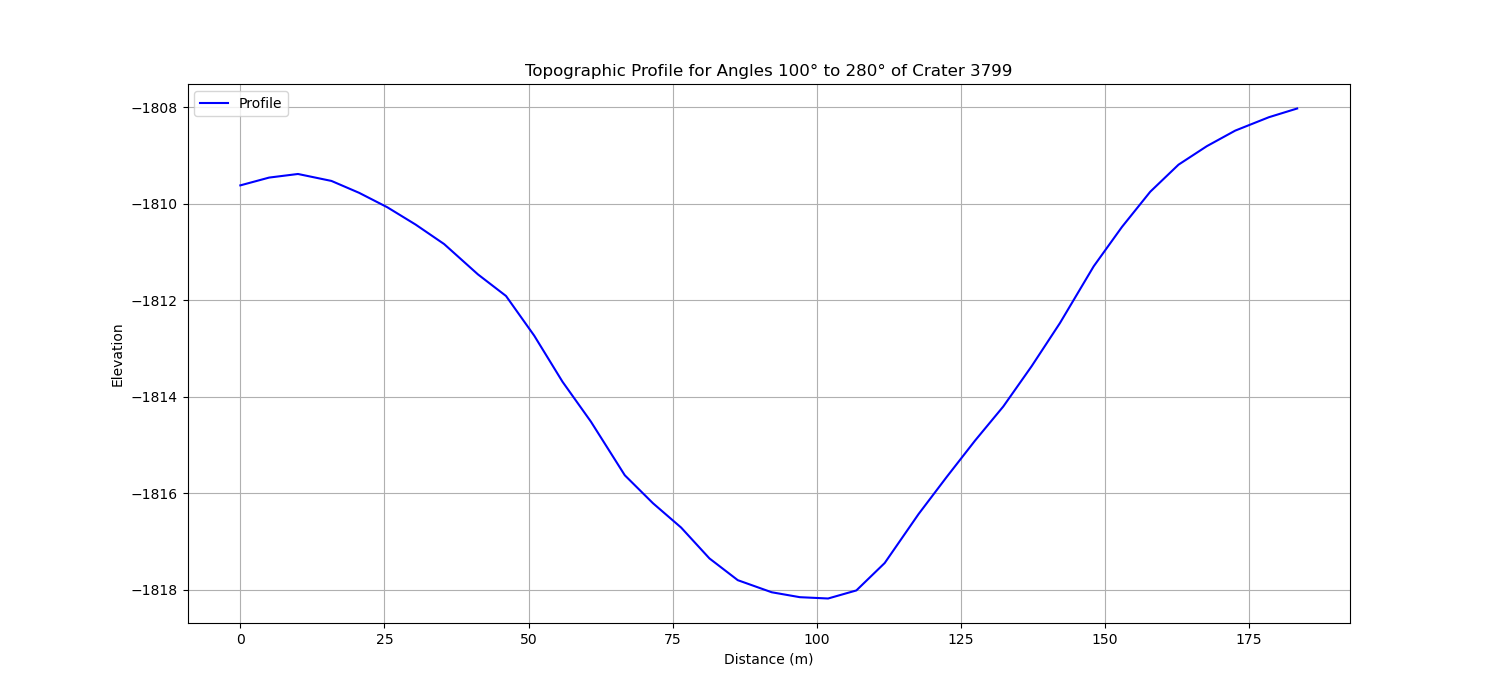 Topographic Profile for Angles 100° to 280° of Crater 3799
Profile
−1808
−1810
−1812
−1814
−1816
−1818
Elevation
0 25 50 75 100 125 150 175
Distance (m)